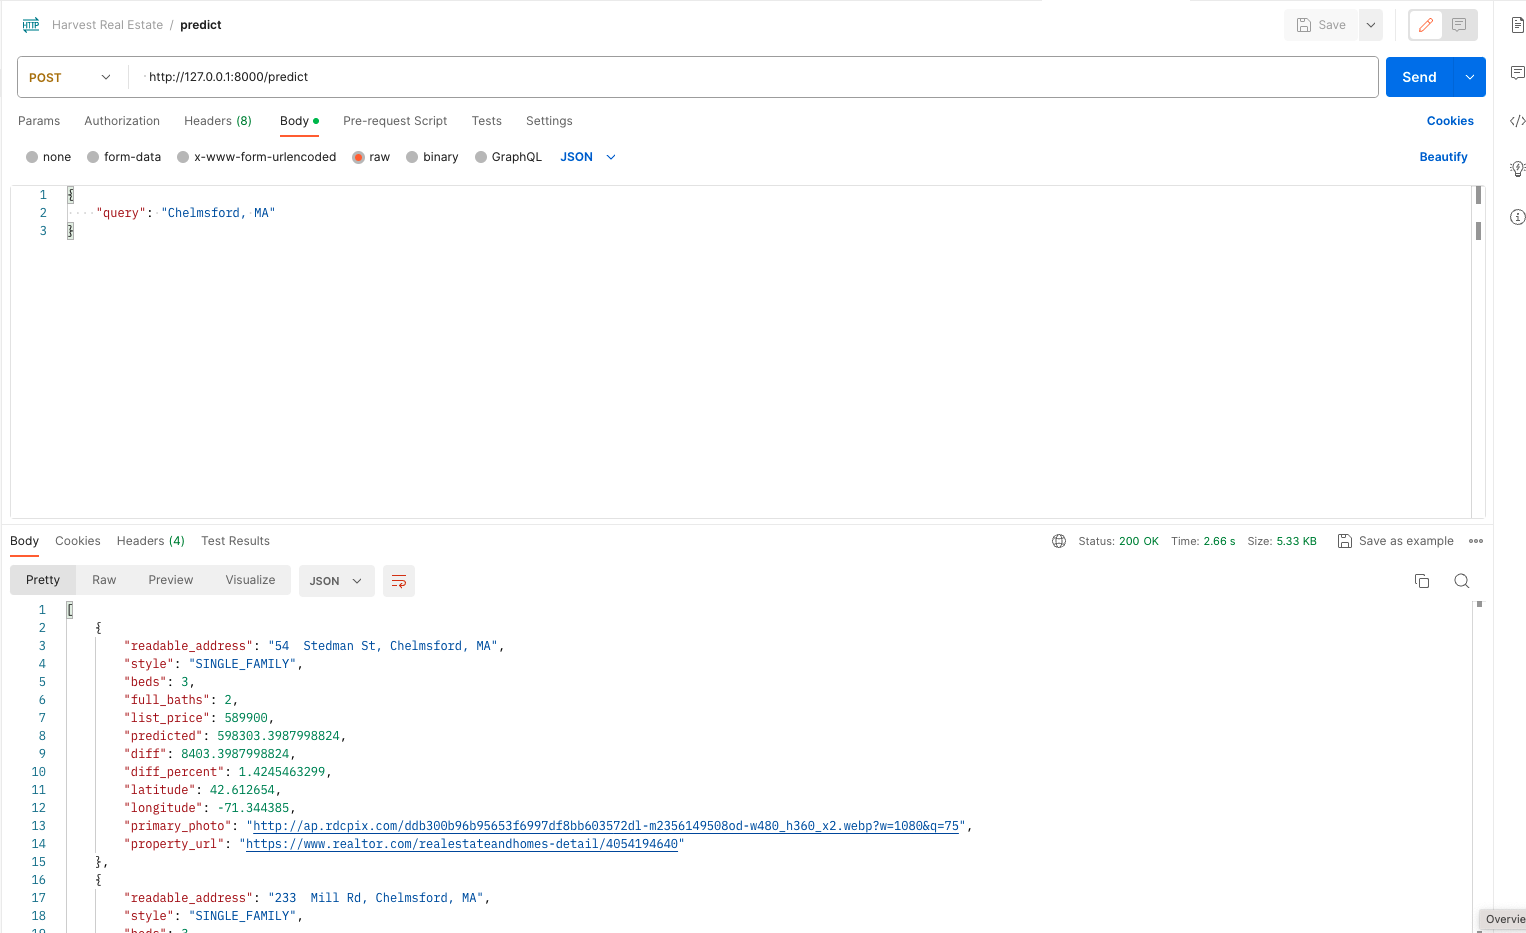 HTTP Harvest Real Estate / predict Save
POST http://127.0.0.1:8000/predict Send
Params Authorization Headers (8) Body Pre-request Script Tests Settings Cookies
none form-data x-www-form-urlencoded raw binary GraphQL JSON Beautify
1 {
2 "query": "Chelmsford, MA"
3 }
Body Cookies Headers (4) Test Results Status: 200 OK Time: 2.66 s Size: 5.33 KB Save as example
Pretty Raw Preview Visualize JSON
1 [
2 {
3 "readable_address": "54  Stedman St, Chelmsford, MA",
4 "style": "SINGLE_FAMILY",
5 "beds": 3,
6 "full_baths": 2,
7 "list_price": 589900,
8 "predicted": 598303.3987998824,
9 "diff": 8403.3987998824,
10 "diff_percent": 1.4245463299,
11 "latitude": 42.612654,
12 "longitude": -71.344385,
13 "primary_photo": "http://ap.rdcpix.com/ddb300b96b95653f6997df8bb603572dl-m2356149508od-w480_h360_x2.webp?w=1080&q=75",
14 "property_url": "https://www.realtor.com/realestateandhomes-detail/4054194640"
15 },
16 {
17 "readable_address": "233  Mill Rd, Chelmsford, MA",
18 "style": "SINGLE_FAMILY",
19 "beds": 3,
Overvie